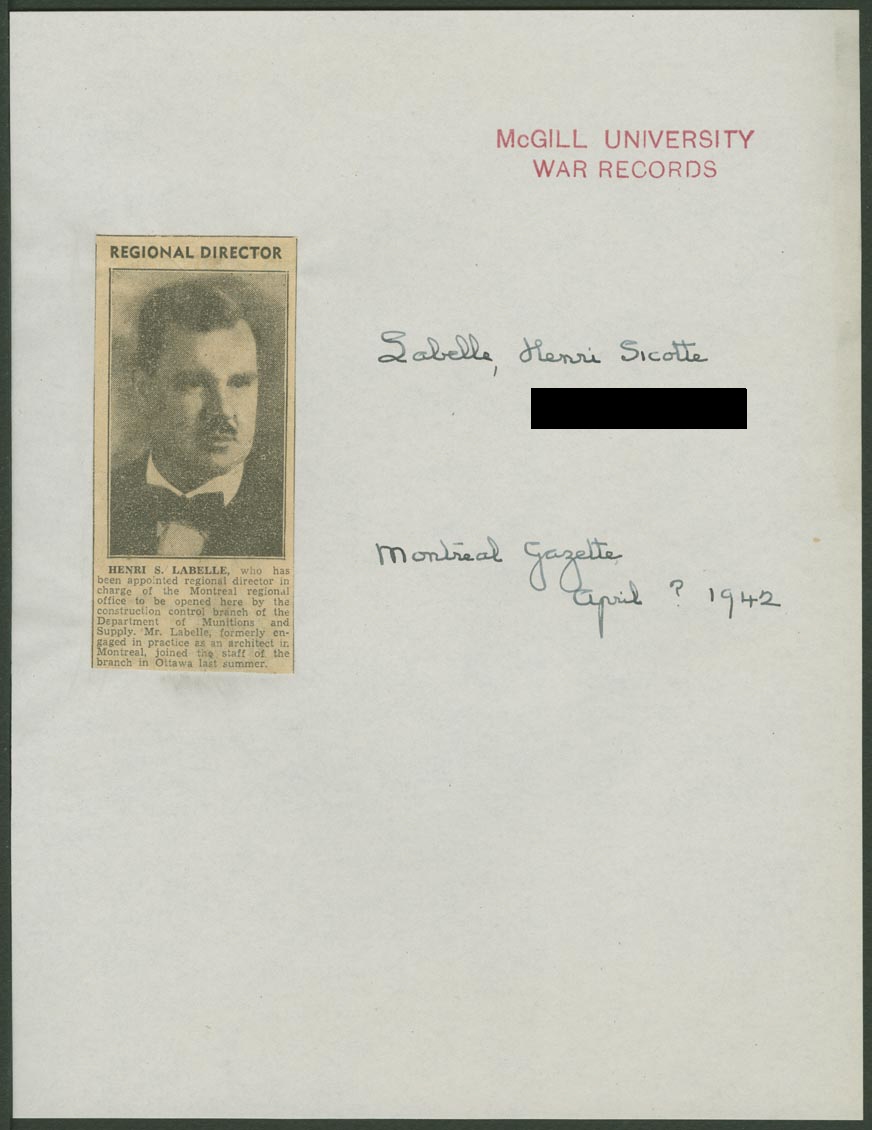 McGILL UNIVERSITY
WAR RECORDS
REGIONAL DIRECTOR
Labelle, Henri Sicotte
Montreal Gazette
April ? 1942
HENRI S. LABELLE, who has
been appointed regional director in
charge of the Montreal regional
office to be opened here by the
construction control branch of the
Department of Munitions and
Supply. Mr. Labelle, formerly en-
gaged in practice as an architect in
Montreal, joined the staff of the
branch in Ottawa last summer.